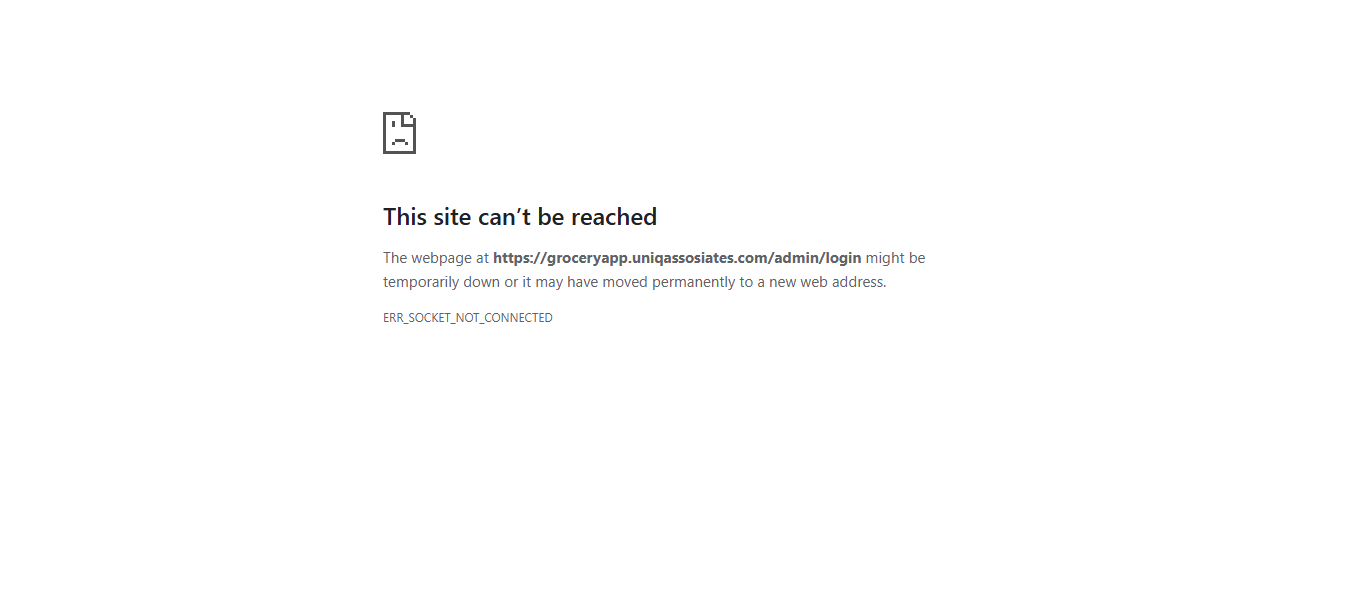 This site can’t be reached
The webpage at https://groceryapp.uniqassosiates.com/admin/login might be
temporarily down or it may have moved permanently to a new web address.
ERR_SOCKET_NOT_CONNECTED